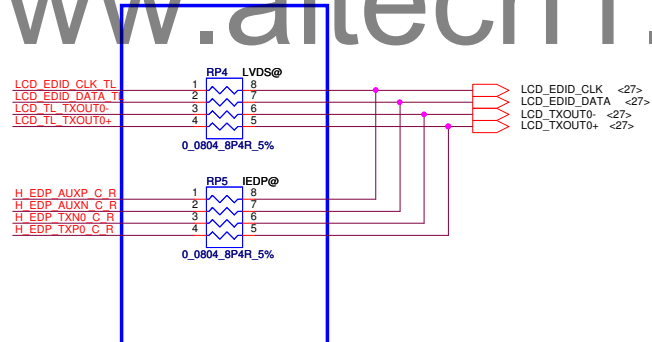 www.aitech1.
RP4 LVDS@
LCD_EDID_CLK_TL 1 8 LCD_EDID_CLK <27>
LCD_EDID_DATA_TL 2 7 LCD_EDID_DATA <27>
LCD_TL_TXOUT0- 3 6 LCD_TXOUT0- <27>
LCD_TL_TXOUT0+ 4 5 LCD_TXOUT0+ <27>
0_0804_8P4R_5%
RP5 IEDP@
H_EDP_AUXP_C_R 1 8
H_EDP_AUXN_C_R 2 7
H_EDP_TXN0_C_R 3 6
H_EDP_TXP0_C_R 4 5
0_0804_8P4R_5%